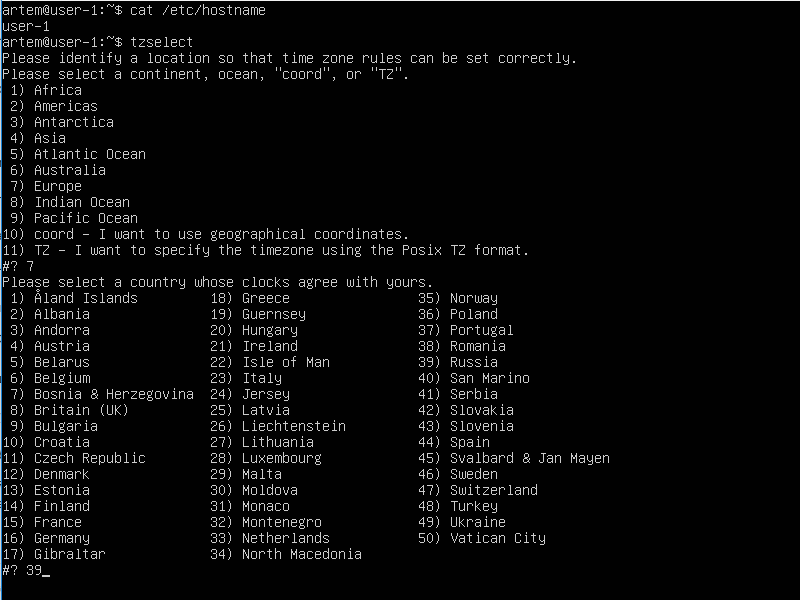 artem@user-1:~$ cat /etc/hostname
user-1
artem@user-1:~$ tzselect
Please identify a location so that time zone rules can be set correctly.
Please select a continent, ocean, "coord", or "TZ".
 1) Africa
 2) Americas
 3) Antarctica
 4) Asia
 5) Atlantic Ocean
 6) Australia
 7) Europe
 8) Indian Ocean
 9) Pacific Ocean
10) coord - I want to use geographical coordinates.
11) TZ - I want to specify the timezone using the Posix TZ format.
#? 7
Please select a country whose clocks agree with yours.
 1) Åland Islands         18) Greece                35) Norway
 2) Albania               19) Guernsey              36) Poland
 3) Andorra               20) Hungary               37) Portugal
 4) Austria               21) Ireland               38) Romania
 5) Belarus               22) Isle of Man           39) Russia
 6) Belgium               23) Italy                 40) San Marino
 7) Bosnia & Herzegovina  24) Jersey                41) Serbia
 8) Britain (UK)          25) Latvia                42) Slovakia
 9) Bulgaria              26) Liechtenstein         43) Slovenia
10) Croatia               27) Lithuania             44) Spain
11) Czech Republic        28) Luxembourg            45) Svalbard & Jan Mayen
12) Denmark               29) Malta                 46) Sweden
13) Estonia               30) Moldova               47) Switzerland
14) Finland               31) Monaco                48) Turkey
15) France                32) Montenegro            49) Ukraine
16) Germany               33) Netherlands           50) Vatican City
17) Gibraltar             34) North Macedonia
#? 39_